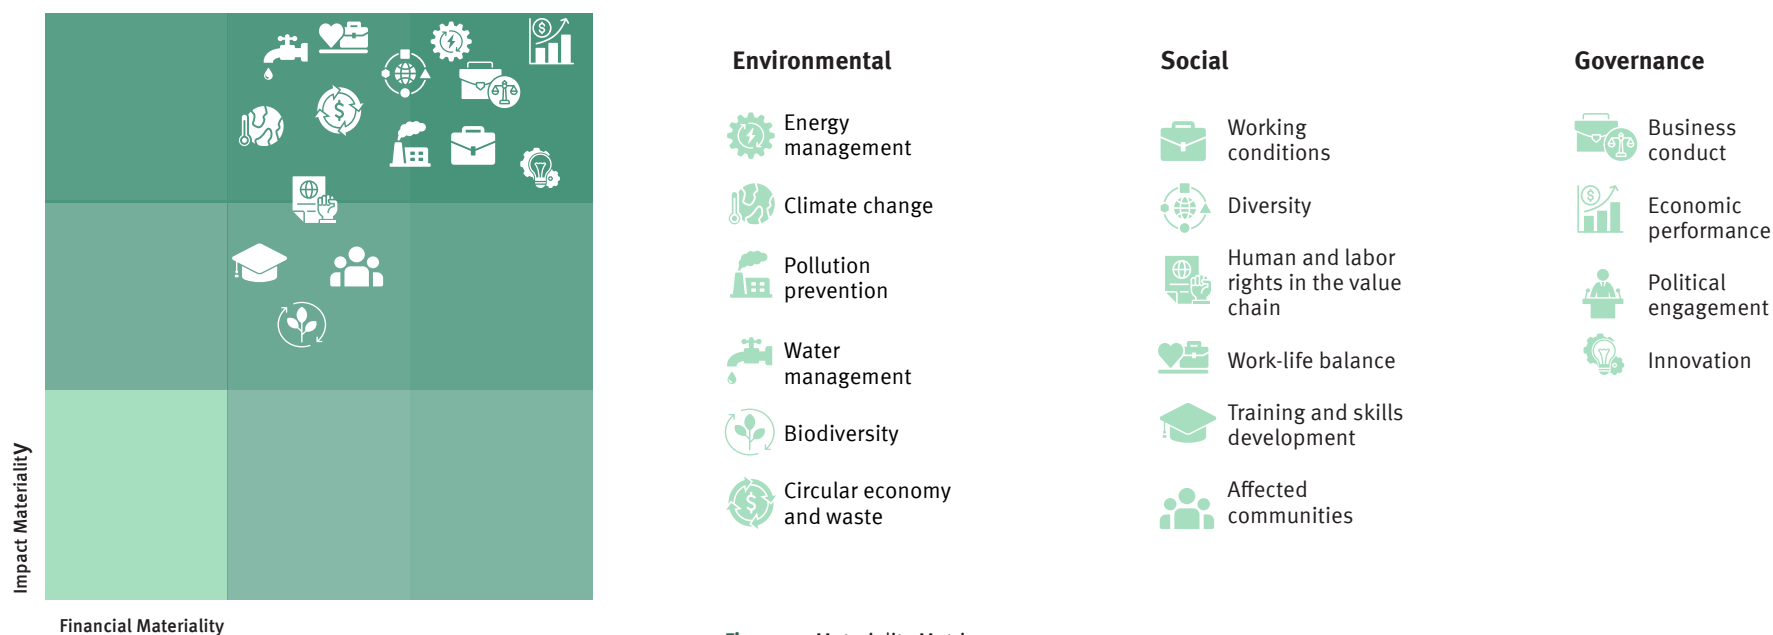 Impact Materiality
Financial Materiality
Environmental
Energy
management
Climate change
Pollution
prevention
Water
management
Biodiversity
Circular economy
and waste
Social
Working
conditions
Diversity
Human and labor
rights in the value
chain
Work-life balance
Training and skills
development
Affected
communities
Governance
Business
conduct
Economic
performance
Political
engagement
Innovation
Materiality